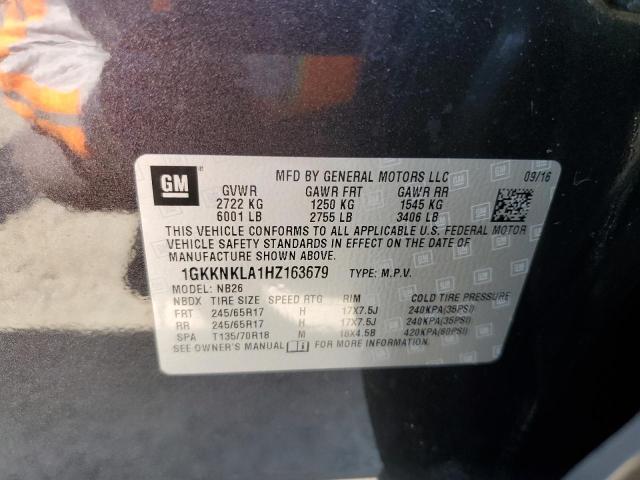 GM
MFD BY GENERAL MOTORS LLC 09/16
GVWR GAWR FRT GAWR RR
2722 KG 1250 KG 1545 KG
6001 LB 2755 LB 3406 LB
THIS VEHICLE CONFORMS TO ALL APPLICABLE U.S. FEDERAL MOTOR
VEHICLE SAFETY STANDARDS IN EFFECT ON THE DATE OF
MANUFACTURE SHOWN ABOVE.
1GKKNKLA1HZ163679 TYPE: M.P.V.
MODEL: NB26
NBDX TIRE SIZE SPEED RTG RIM COLD TIRE PRESSURE
FRT 245/65R17 H 17X7.5J 240KPA(35PSI)
RR 245/65R17 H 17X7.5J 240KPA(35PSI)
SPA T135/70R18 M 18X4.5B 420KPA(60PSI)
SEE OWNER'S MANUAL FOR MORE INFORMATION.